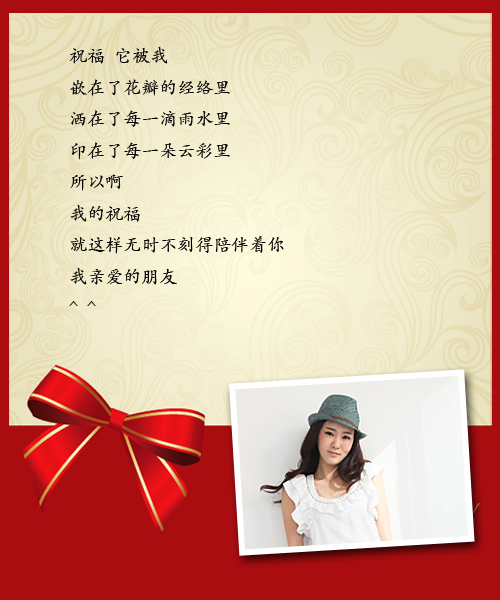 祝福 它被我
嵌在了花瓣的经络里
洒在了每一滴雨水里
印在了每一朵云彩里
所以啊
我的祝福
就这样无时不刻得陪伴着你
我亲爱的朋友
^ ^